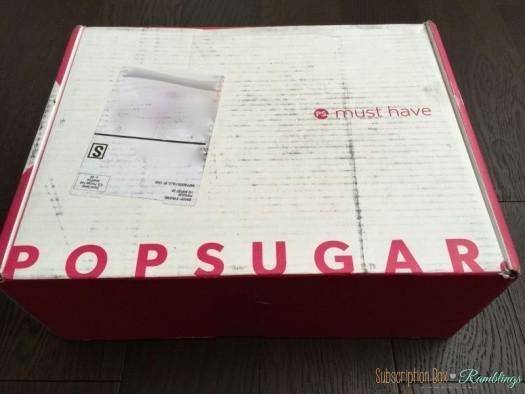 PS must have
S
POPSUGAR
Subscription Box ♥ Ramblings